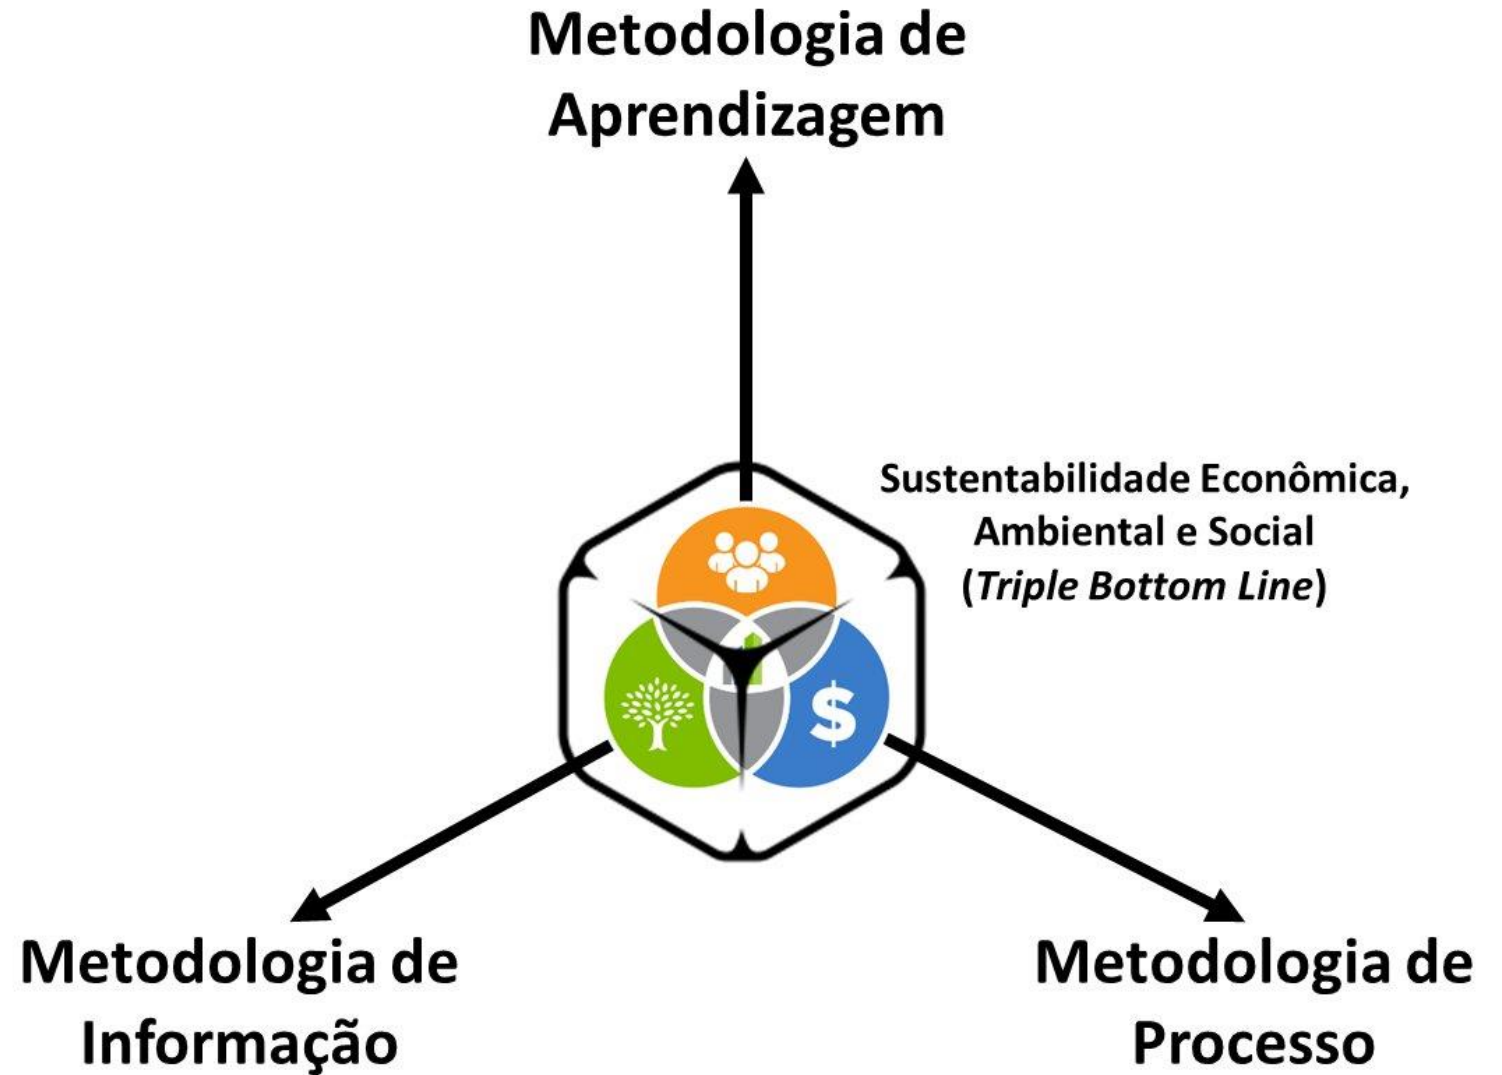 Metodologia de
Aprendizagem
Sustentabilidade Econômica,
Ambiental e Social
(Triple Bottom Line)
$
Metodologia de
Informação
Metodologia de
Processo